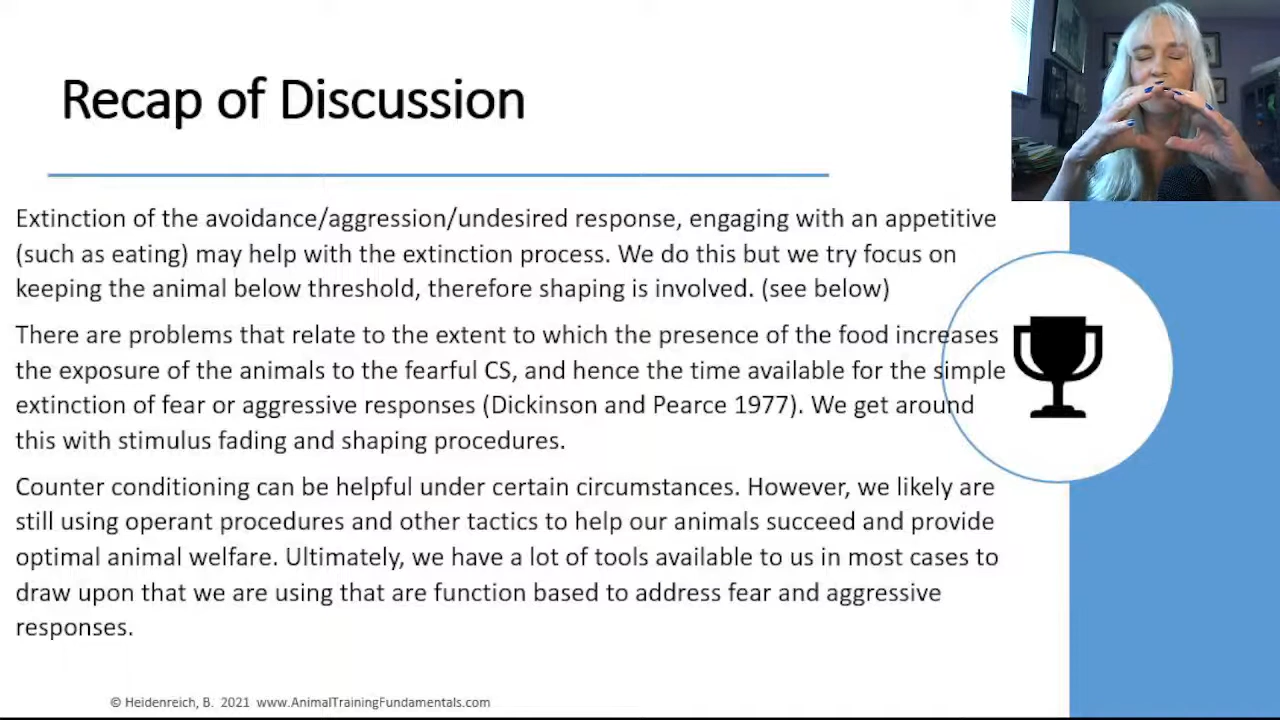 Recap of Discussion
Extinction of the avoidance/aggression/undesired response, engaging with an appetitive
(such as eating) may help with the extinction process. We do this but we try focus on
keeping the animal below threshold, therefore shaping is involved. (see below)
There are problems that relate to the extent to which the presence of the food increases
the exposure of the animals to the fearful CS, and hence the time available for the simple
extinction of fear or aggressive responses (Dickinson and Pearce 1977). We get around
this with stimulus fading and shaping procedures.
Counter conditioning can be helpful under certain circumstances. However, we likely are
still using operant procedures and other tactics to help our animals succeed and provide
optimal animal welfare. Ultimately, we have a lot of tools available to us in most cases to
draw upon that we are using that are function based to address fear and aggressive
responses.
© Heidenreich, B. 2021 www.AnimalTrainingFundamentals.com